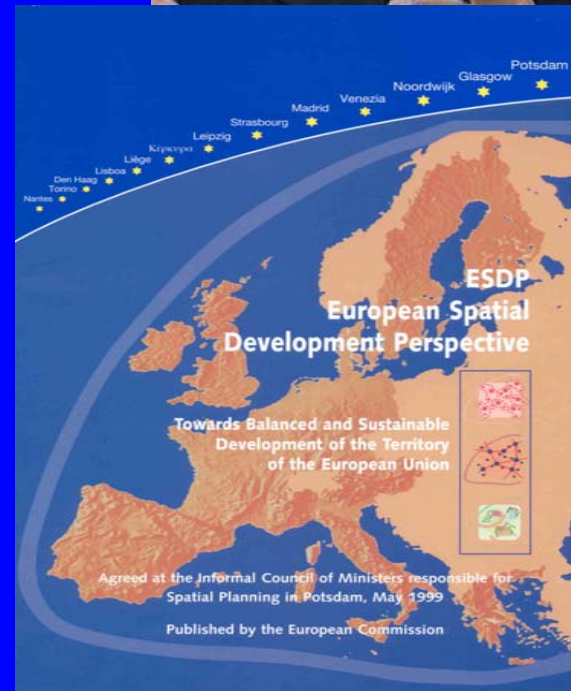 Potsdam
Glasgow
Noordwijk
Venezia
Madrid
Strasbourg
Leipzig
Κέρκυρα
Liège
Lisboa
Den Haag
Torino
Nantes
ESDP
European Spatial
Development Perspective
Towards Balanced and Sustainable
Development of the Territory
of the European Union
Agreed at the Informal Council of Ministers responsible for
Spatial Planning in Potsdam, May 1999
Published by the European Commission